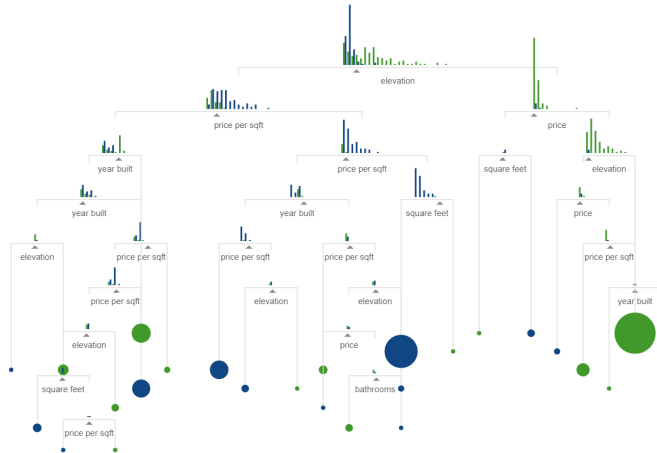 elevation
price per sqft
price
year built
price per sqft
square feet
elevation
year built
year built
square feet
price
elevation
price per sqft
price per sqft
price per sqft
price per sqft
price per sqft
elevation
elevation
year built
elevation
price
square feet
bathrooms
price per sqft